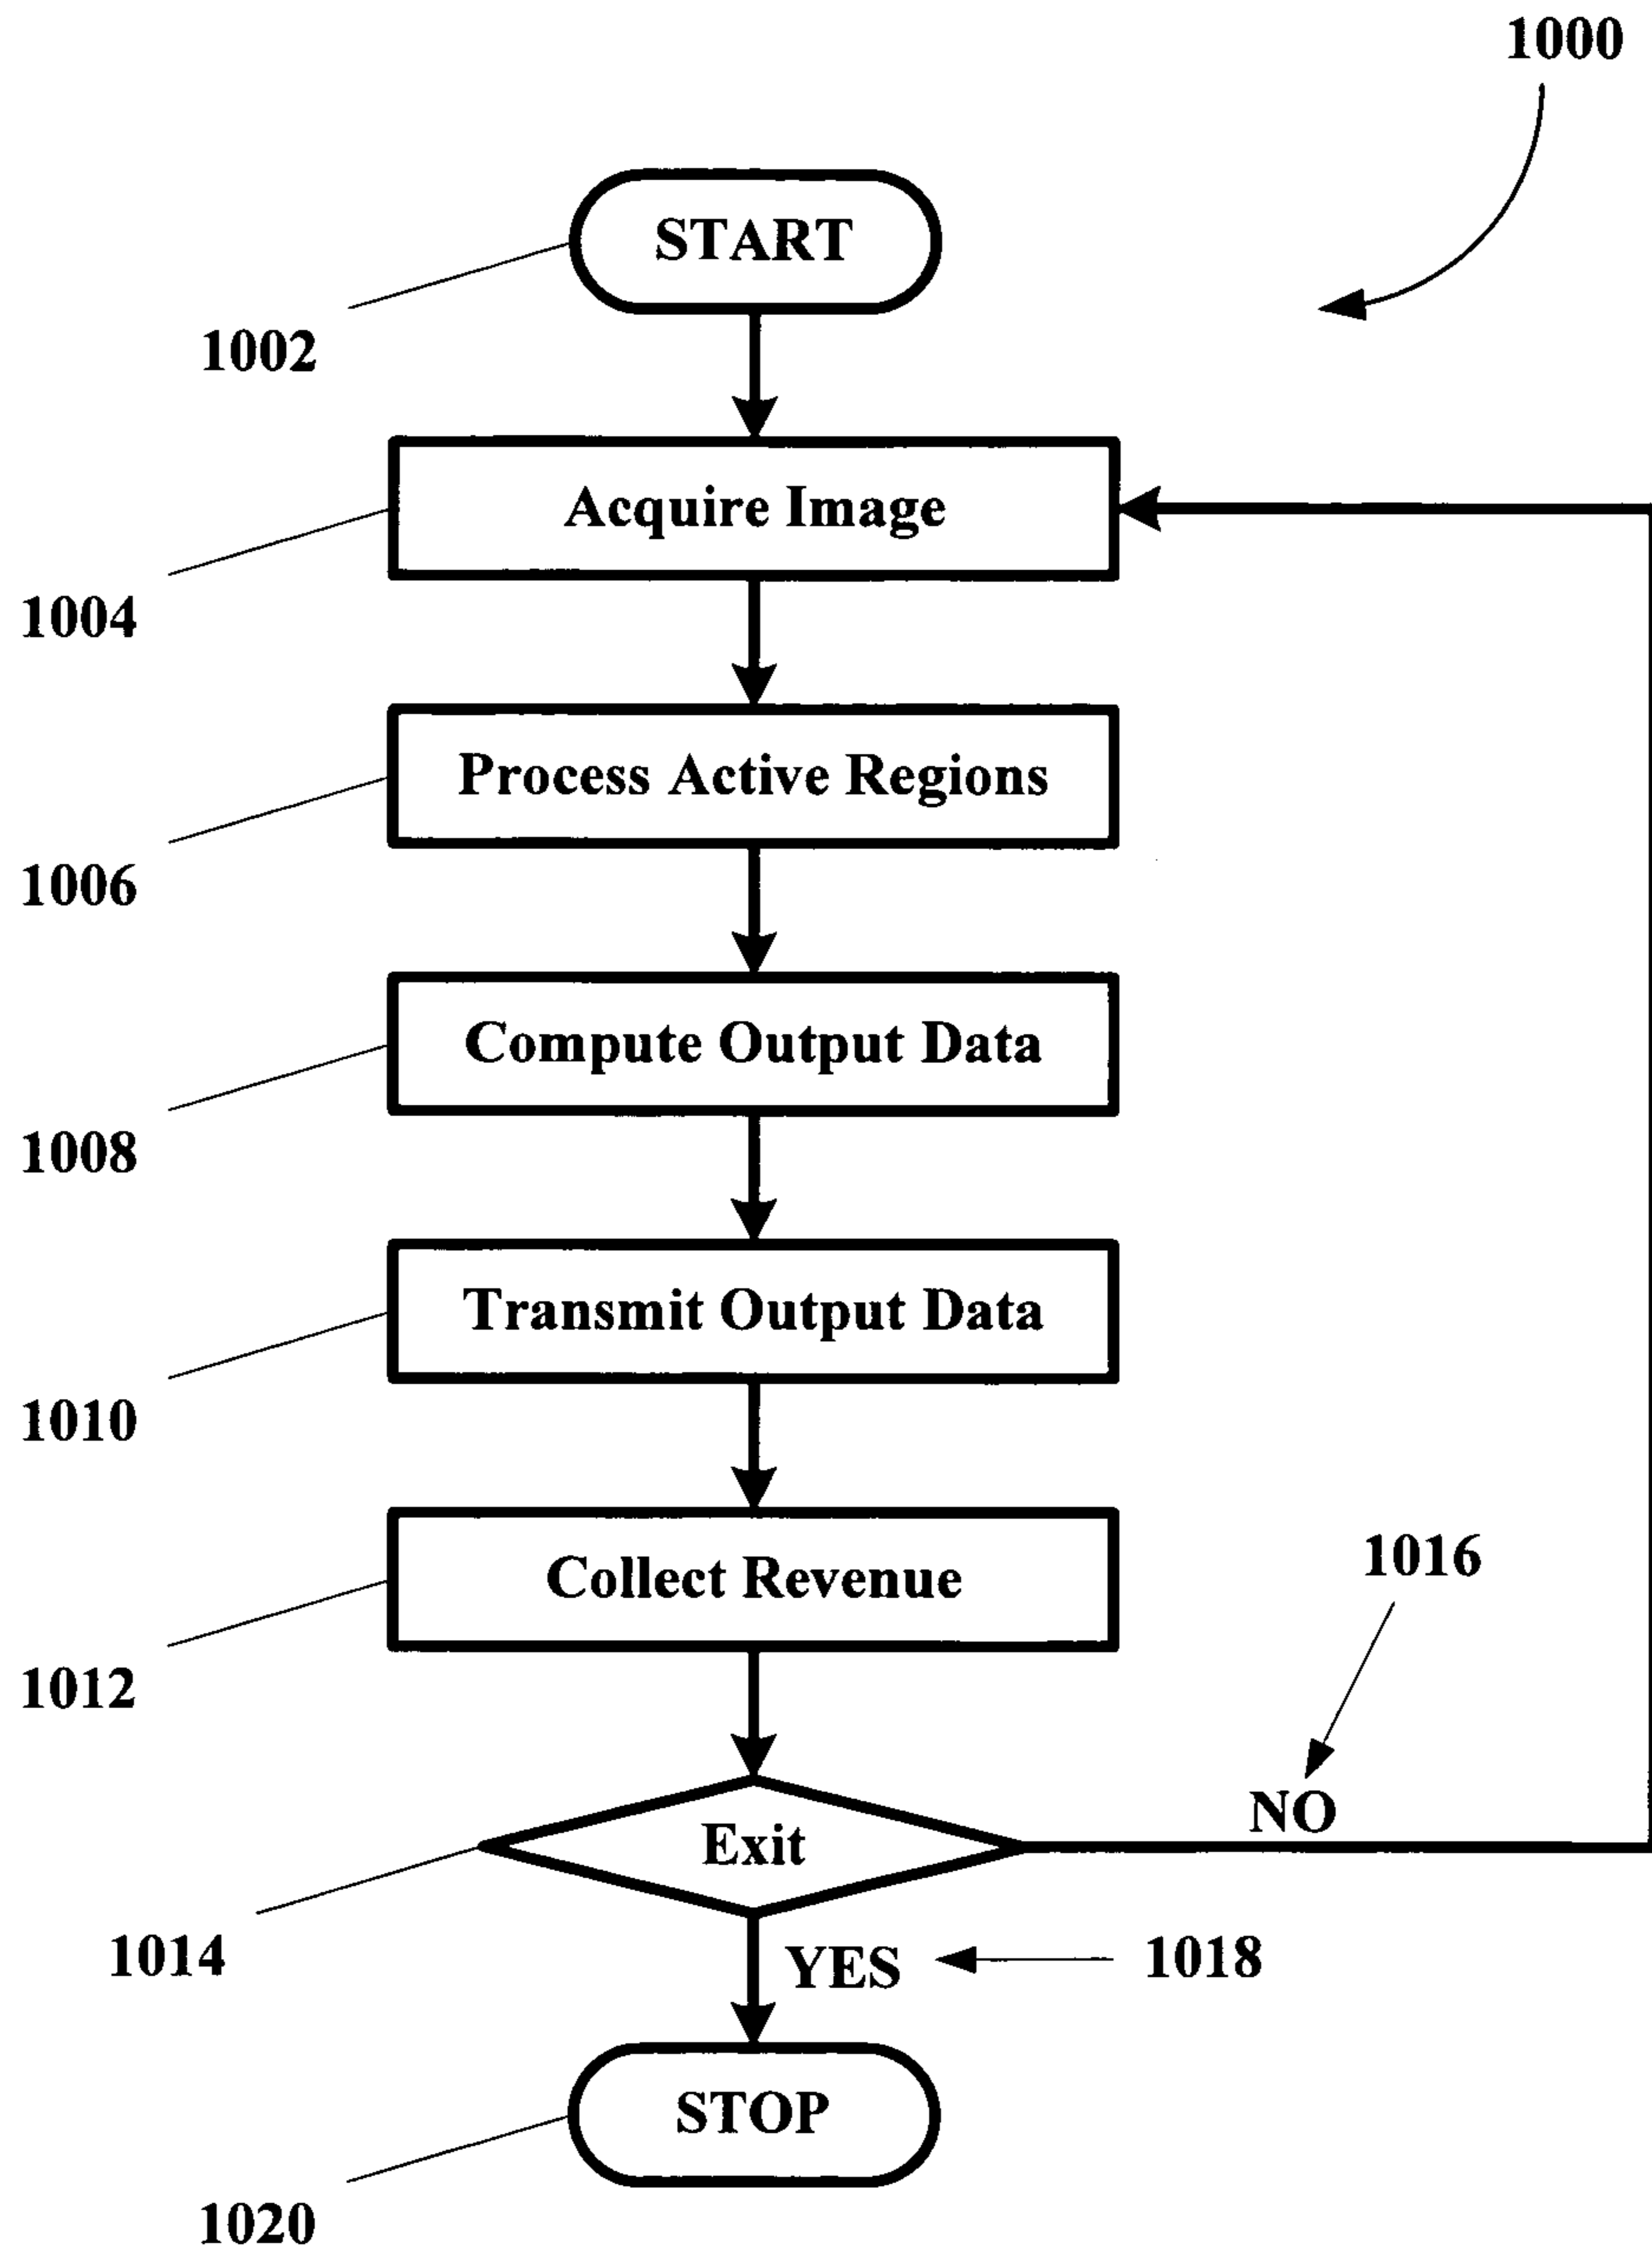 1000
START
1002
Acquire Image
1004
Process Active Regions
1006
Compute Output Data
1008
Transmit Output Data
1010
Collect Revenue
1016
1012
NO
Exit
1014
YES
1018
STOP
1020